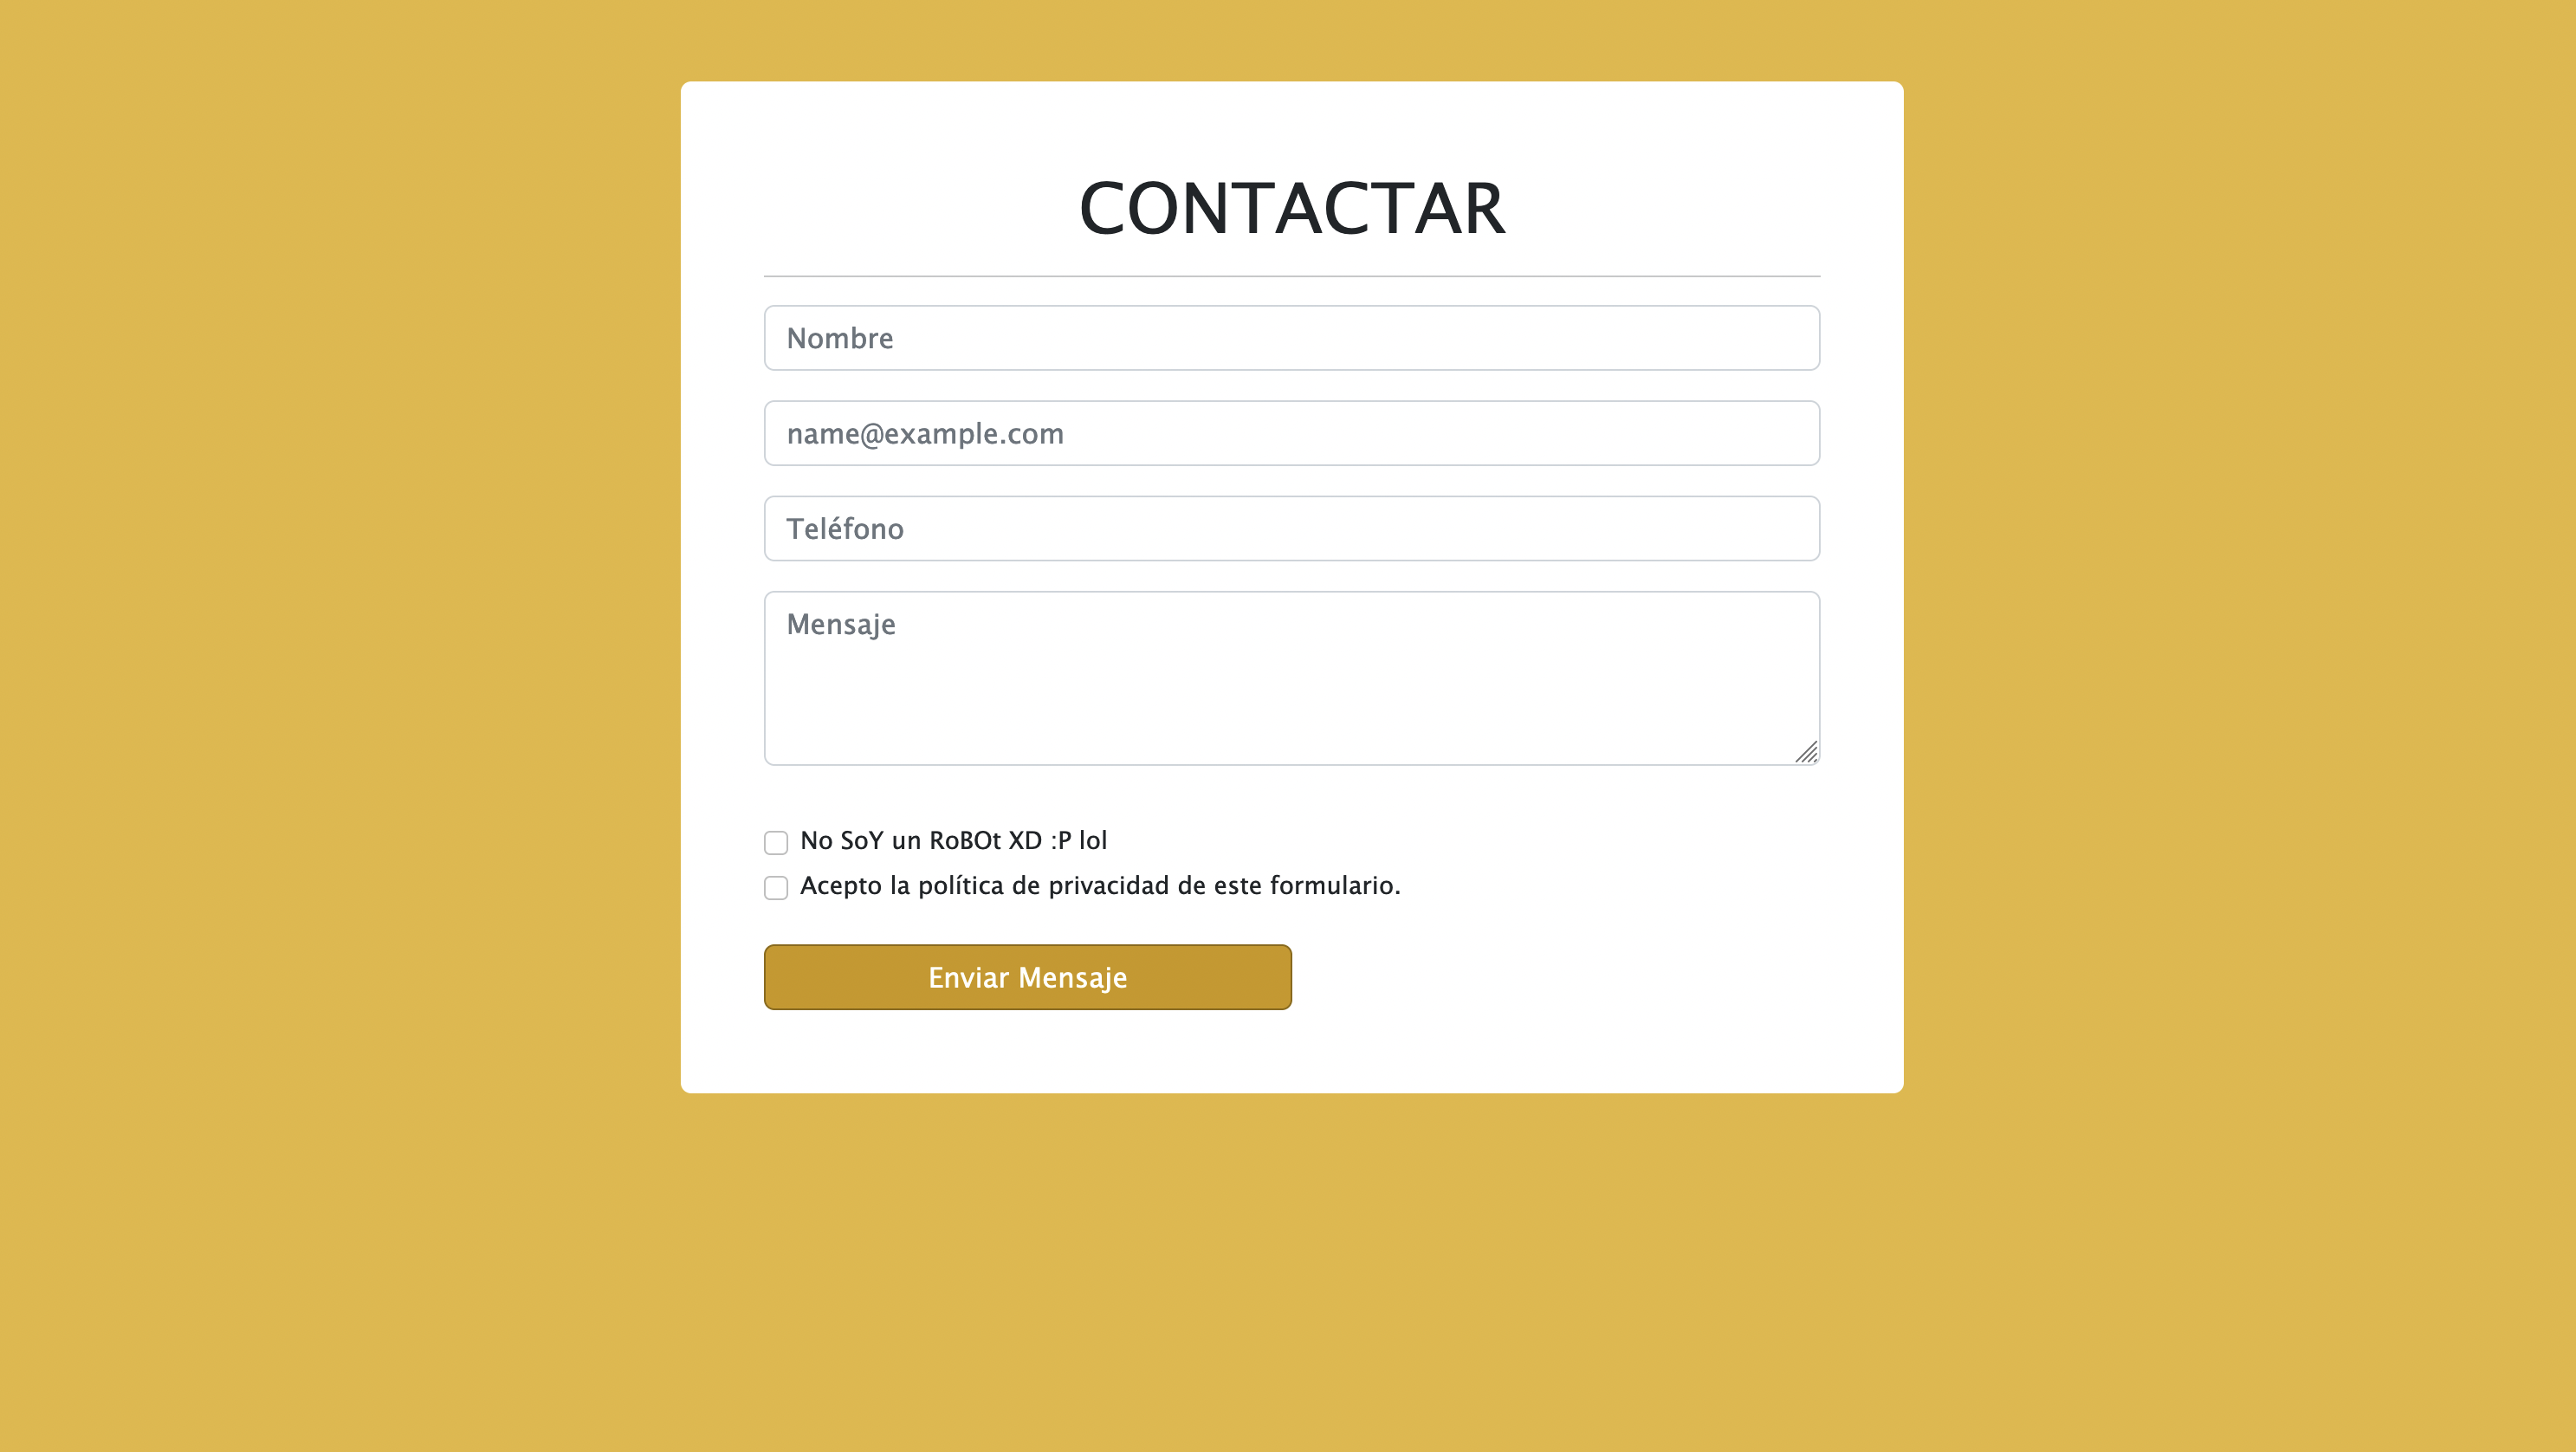 CONTACTAR
Nombre
name@example.com
Teléfono
Mensaje
No SoY un RoBOt XD :P lol
Acepto la política de privacidad de este formulario.
Enviar Mensaje